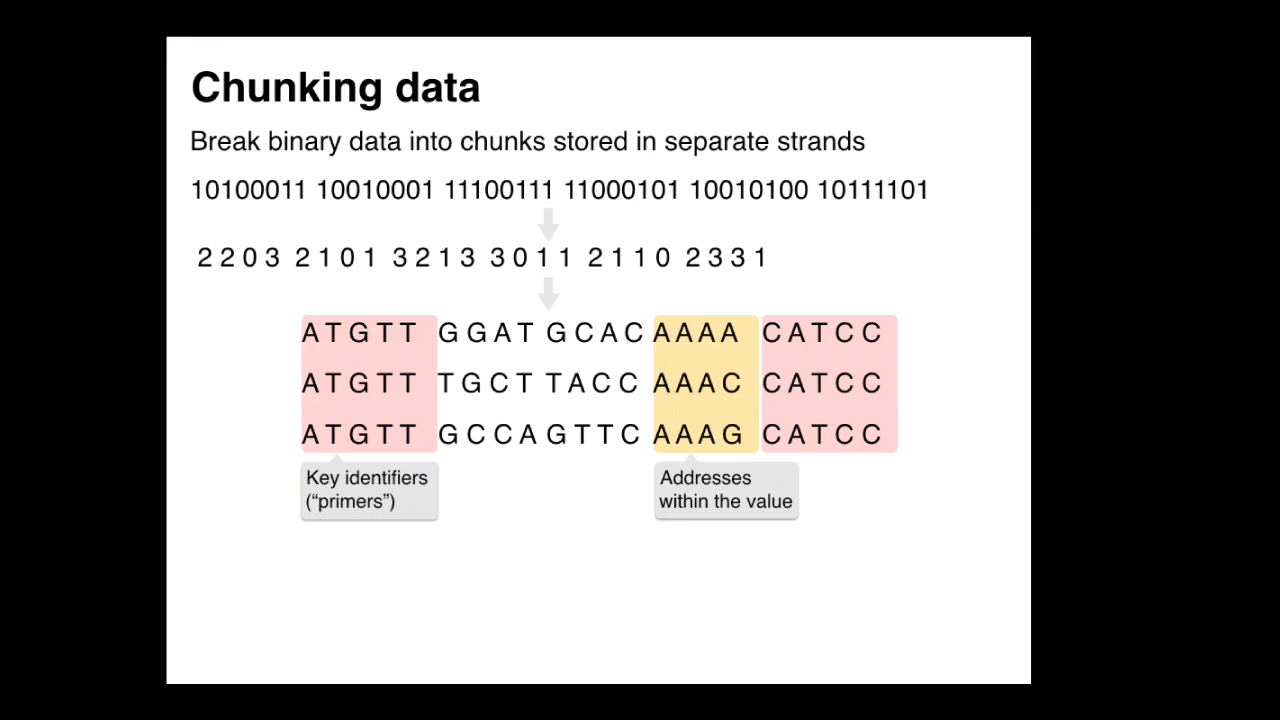 Chunking data
Break binary data into chunks stored in separate strands
10100011 10010001 11100111 11000101 10010100 10111101
2 2 0 3 2 1 0 1 3 2 1 3 3 0 1 1 2 1 1 0 2 3 3 1
A T G T T G G A T G C A C A A A A C A T C C
A T G T T T G C T T A C C A A A C C A T C C
A T G T T G C C A G T T C A A A G C A T C C
Key identifiers
(“primers”)
Addresses
within the value